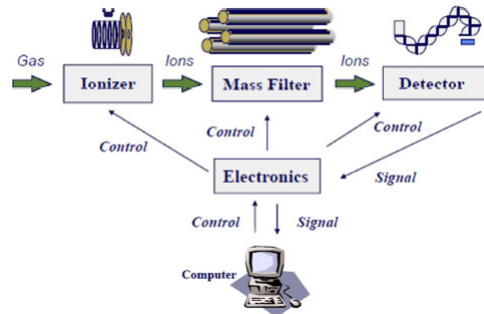 Gas
Ions
Ions
Ionizer
Mass Filter
Detector
Control
Control
Control
Electronics
Signal
Control
Signal
Computer